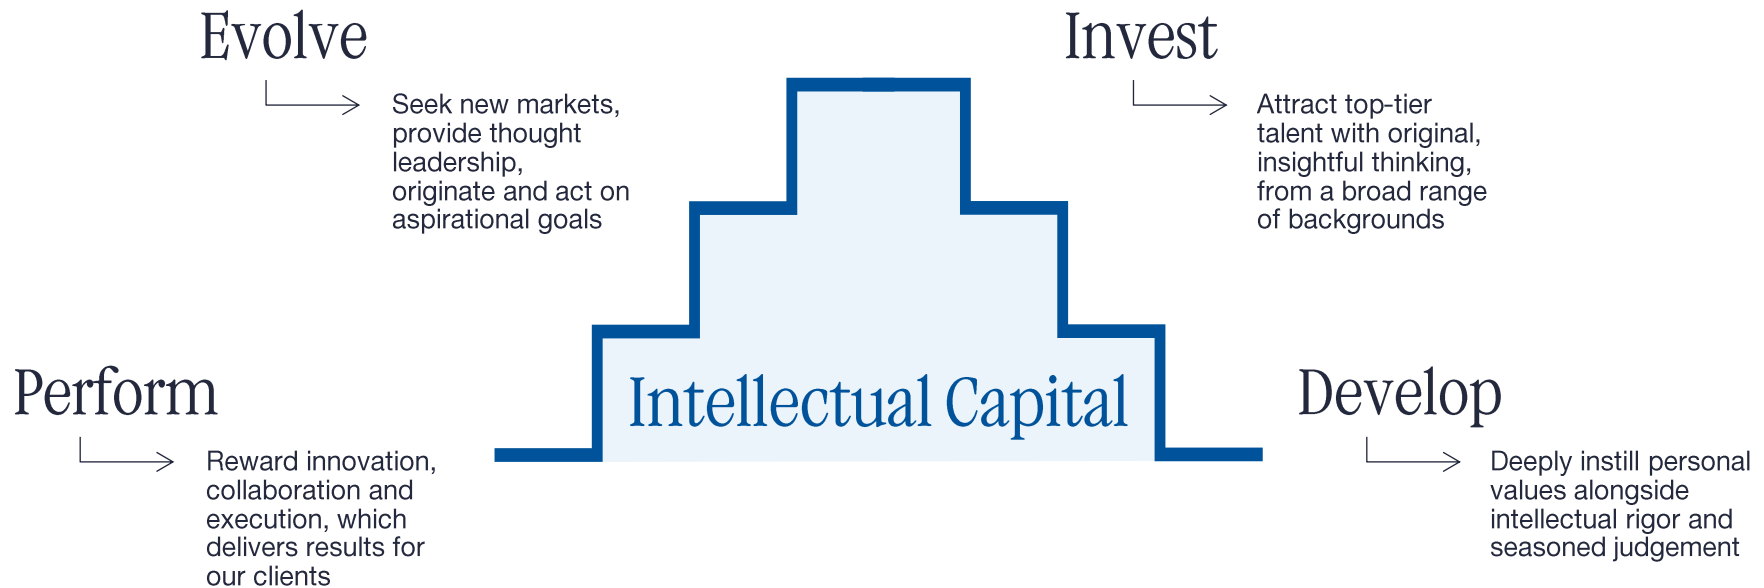 Evolve
Seek new markets,
provide thought
leadership,
originate and act on
aspirational goals
Invest
Attract top-tier
talent with original,
insightful thinking,
from a broad range
of backgrounds
Intellectual Capital
Perform
Reward innovation,
collaboration and
execution, which
delivers results for
our clients
Develop
Deeply instill personal
values alongside
intellectual rigor and
seasoned judgement